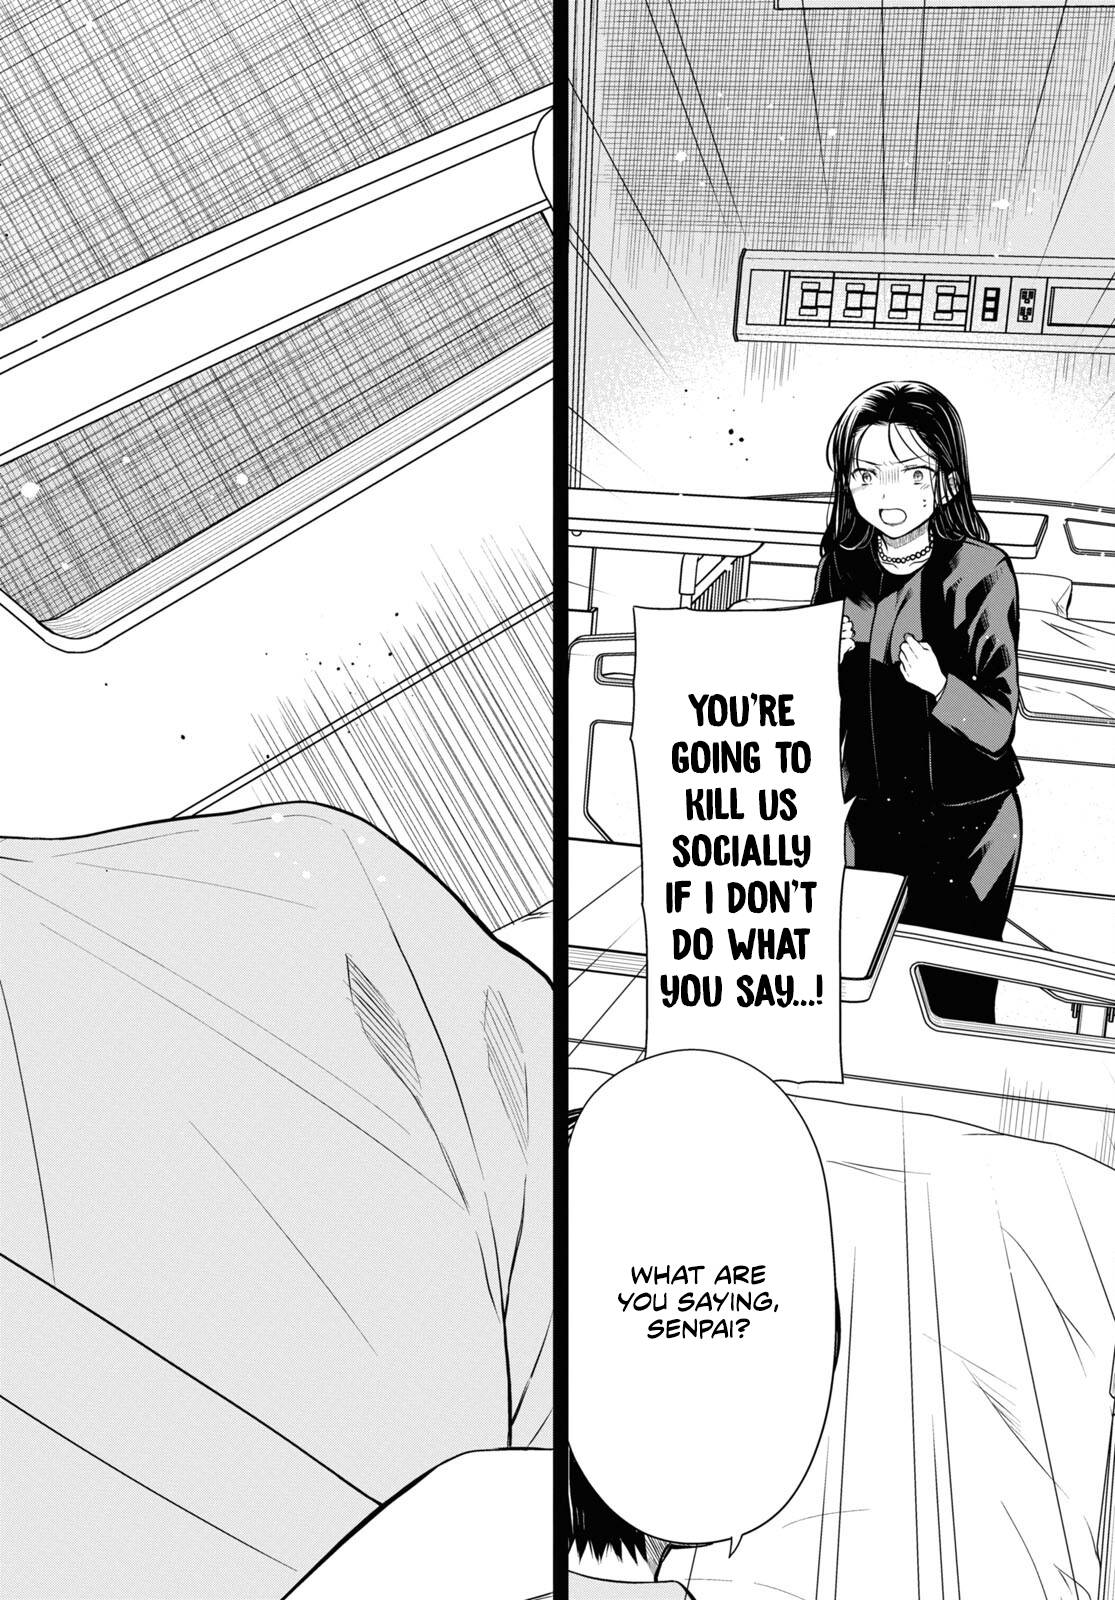 YOU'RE
GOING TO
KILL US
SOCIALLY
IF I DON'T
DO WHAT
YOU SAY...!
WHAT ARE
YOU SAYING,
SENPAI?